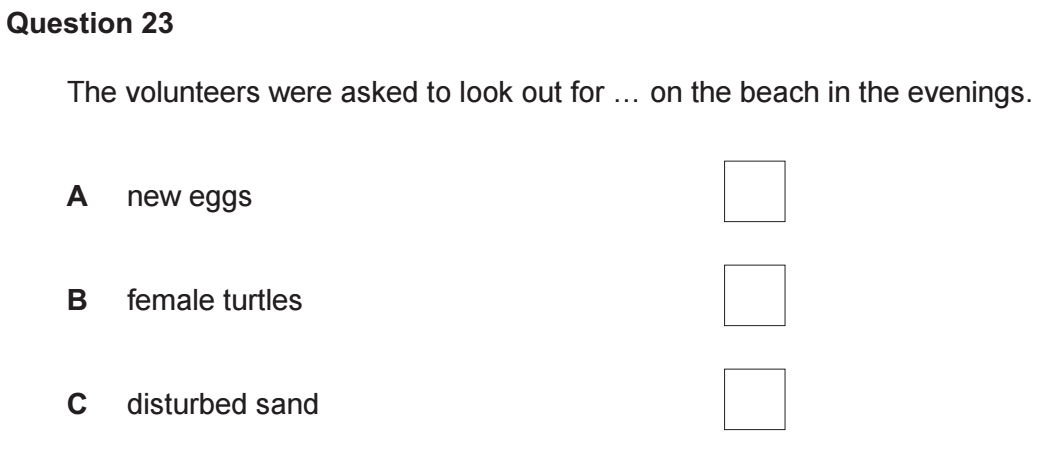 Question 23
The volunteers were asked to look out for … on the beach in the evenings.
A new eggs
B female turtles
C disturbed sand